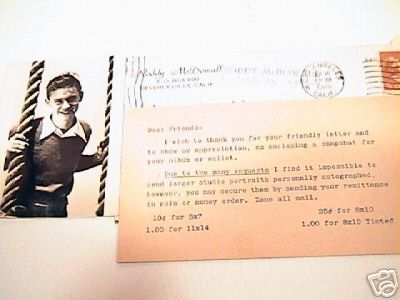 Roddy McDowall
RODDY McDOW
P.O. BOX
BEVERLY HILLS, CALIF.
LOS ANGELES
CALIF
Dear Friend:-
I wish to thank you for your friendly letter and
to show my appreciation, am enclosing a snapshot for
your album or wallet.
Due to the many requests I find it impossible to
send larger studio portraits personally autographed,
however, you may secure them by sending your remittance
in coin or money order. Zone all mail.
10¢ for 5x7 25¢ for 8x10
1.00 for 11x14 1.00 for 8x10 Tinted